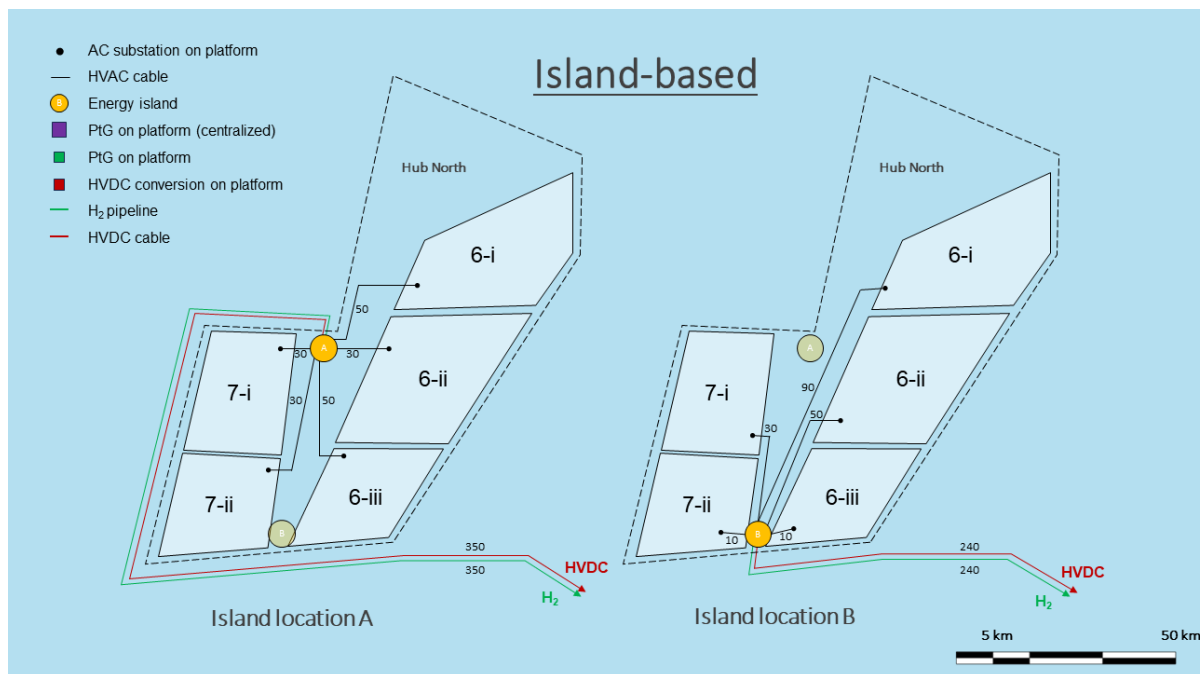 Island-based
AC substation on platform
HVAC cable
B
Energy island
PtG on platform (centralized)
PtG on platform
HVDC conversion on platform
H₂ pipeline
HVDC cable
Hub North
6-i
50
A
30
30
6-ii
7-i
30
50
6-iii
7-ii
B
350
350
HVDC
H₂
Island location A
Hub North
6-i
A
6-ii
7-i
90
50
30
6-iii
7-ii
B
10
10
240
240
HVDC
H₂
Island location B
5 km
50 km